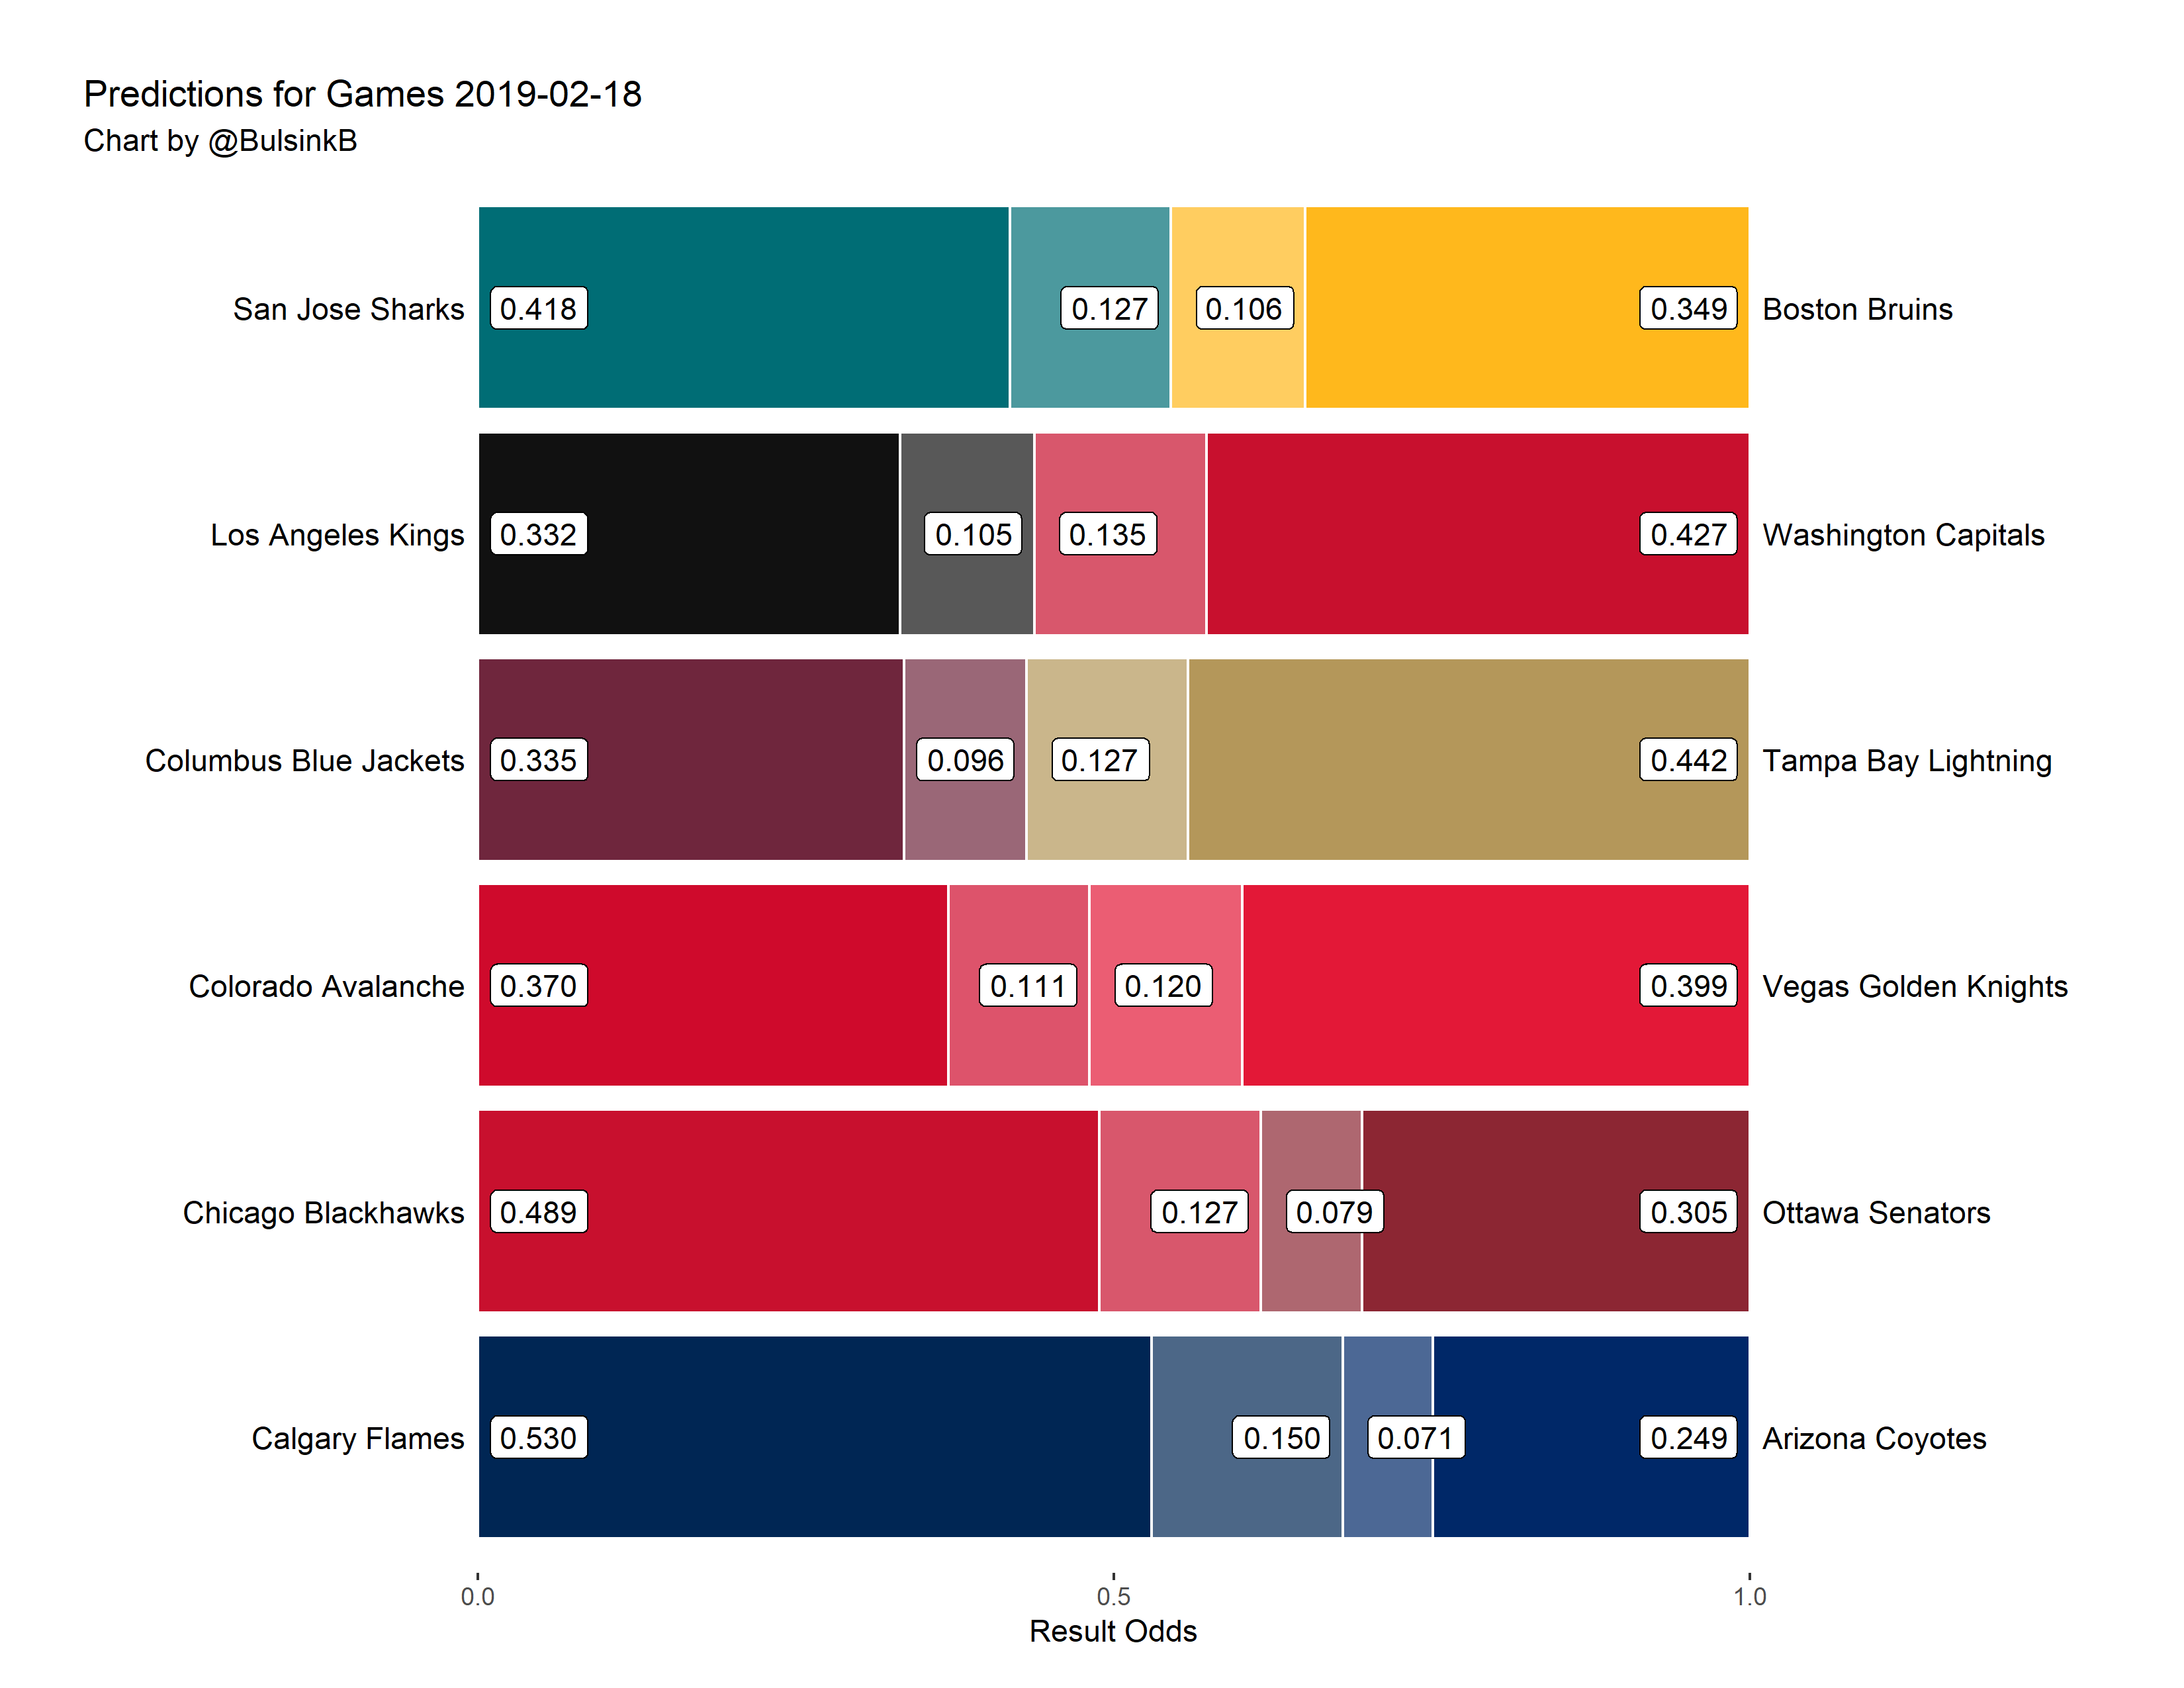 Predictions for Games 2019-02-18
Chart by @BulsinkB
San Jose Sharks 0.418 0.127 0.106 0.349 Boston Bruins
Los Angeles Kings 0.332 0.105 0.135 0.427 Washington Capitals
Columbus Blue Jackets 0.335 0.096 0.127 0.442 Tampa Bay Lightning
Colorado Avalanche 0.370 0.111 0.120 0.399 Vegas Golden Knights
Chicago Blackhawks 0.489 0.127 0.079 0.305 Ottawa Senators
Calgary Flames 0.530 0.150 0.071 0.249 Arizona Coyotes
0.0 0.5 1.0
Result Odds